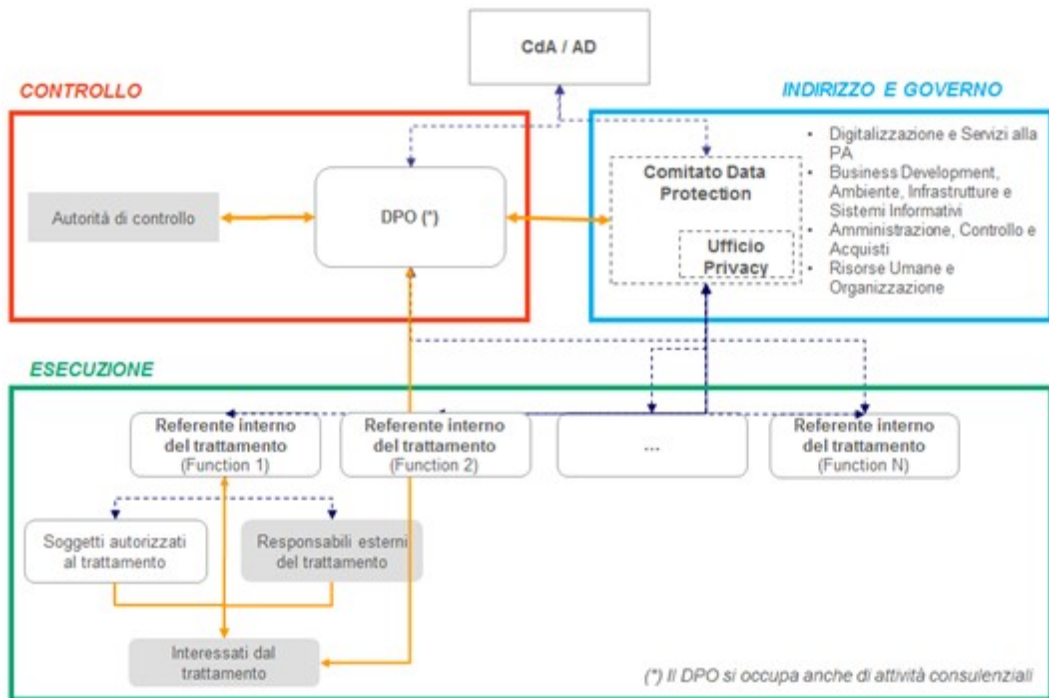 CdA / AD
CONTROLLO
INDIRIZZO E GOVERNO
Autorità di controllo
DPO (*)
Comitato Data
Protection
Ufficio
Privacy
• Digitalizzazione e Servizi alla
PA
• Business Development,
Ambiente, Infrastrutture e
Sistemi Informativi
• Amministrazione, Controllo e
Acquisti
• Risorse Umane e
Organizzazione
ESECUZIONE
Referente interno
del trattamento
(Function 1)
Referente interno
del trattamento
(Function 2)
...
Referente interno
del trattamento
(Function N)
Soggetti autorizzati
al trattamento
Responsabili esterni
del trattamento
Interessati dal
trattamento
(*) Il DPO si occupa anche di attività consulenziali